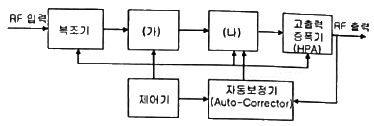 RF 입력
복조기
(가)
(나)
고출력
증폭기
(HPA)
RF 출력
제어기
자동보정기
(Auto-Corrector)